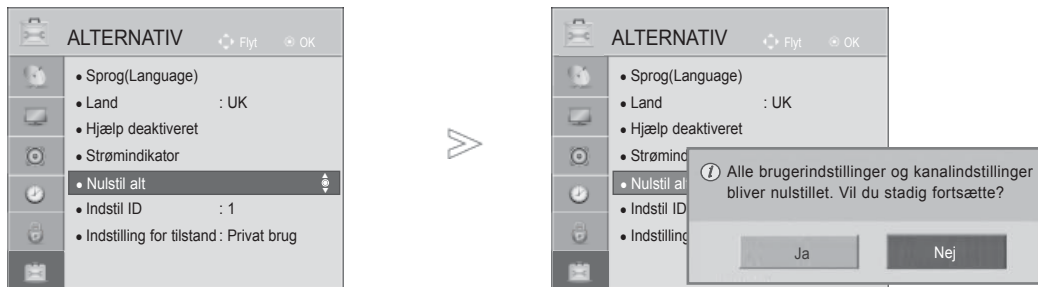 ALTERNATIV Flyt OK
Sprog(Language)
Land : UK
Hjælp deaktiveret
Strømindikator
Nulstil alt
Indstil ID : 1
Indstilling for tilstand : Privat brug
ALTERNATIV Flyt OK
Sprog(Language)
Land : UK
Hjælp deaktiveret
Strømind
Nulstil al
Indstil ID
Indstilling
Alle brugerindstillinger og kanalindstillinger
bliver nulstillet. Vil du stadig fortsætte?
Ja Nej